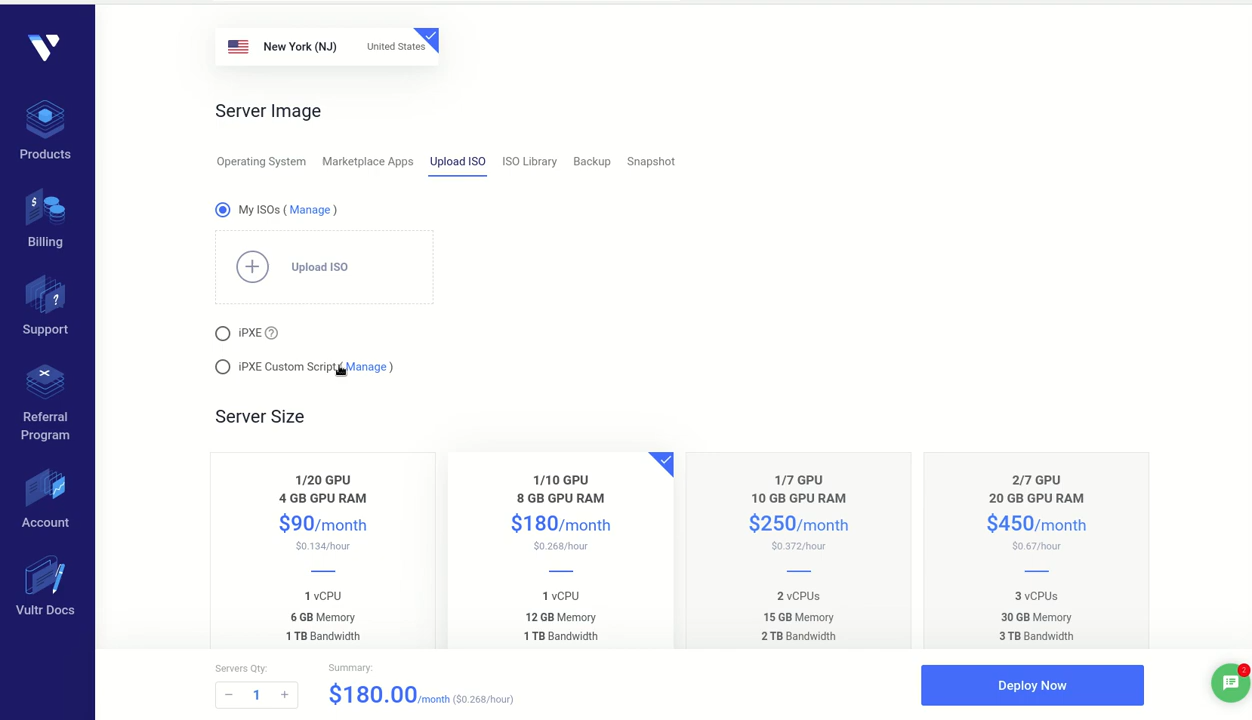 New York (NJ) United States
Server Image
Operating System Marketplace Apps Upload ISO ISO Library Backup Snapshot
My ISOs ( Manage )
Upload ISO
iPXE ?
iPXE Custom Script ( Manage )
Server Size
1/20 GPU
4 GB GPU RAM
$90/month
$0.134/hour
1 vCPU
6 GB Memory
1 TB Bandwidth
1/10 GPU
8 GB GPU RAM
$180/month
$0.268/hour
1 vCPU
12 GB Memory
1 TB Bandwidth
1/7 GPU
10 GB GPU RAM
$250/month
$0.372/hour
2 vCPUs
15 GB Memory
2 TB Bandwidth
2/7 GPU
20 GB GPU RAM
$450/month
$0.67/hour
3 vCPUs
30 GB Memory
3 TB Bandwidth
Products
Billing
Support
Referral
Program
Account
Vultr Docs
Servers Qty:
− 1 +
Summary:
$180.00/month ($0.268/hour)
Deploy Now
2